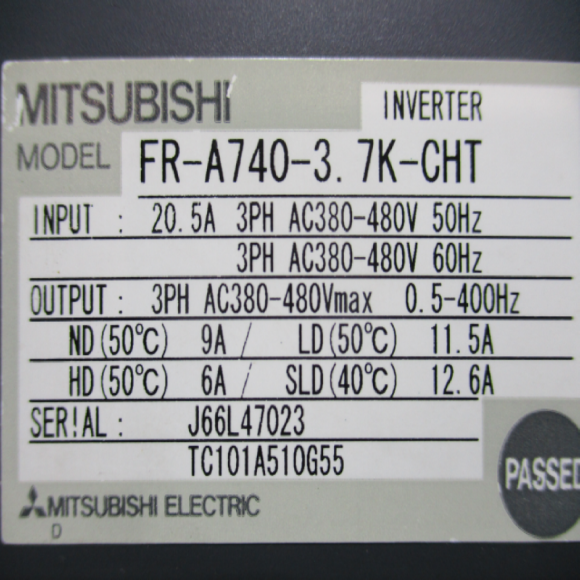 MITSUBISHI INVERTER
MODEL FR-A740-3.7K-CHT
INPUT : 20.5A 3PH AC380-480V 50Hz
3PH AC380-480V 60Hz
OUTPUT : 3PH AC380-480Vmax 0.5-400Hz
ND(50℃) 9A / LD(50℃) 11.5A
HD(50℃) 6A / SLD(40℃) 12.6A
SERIAL : J66L47023
TC101A510G55
PASSED
MITSUBISHI ELECTRIC
D